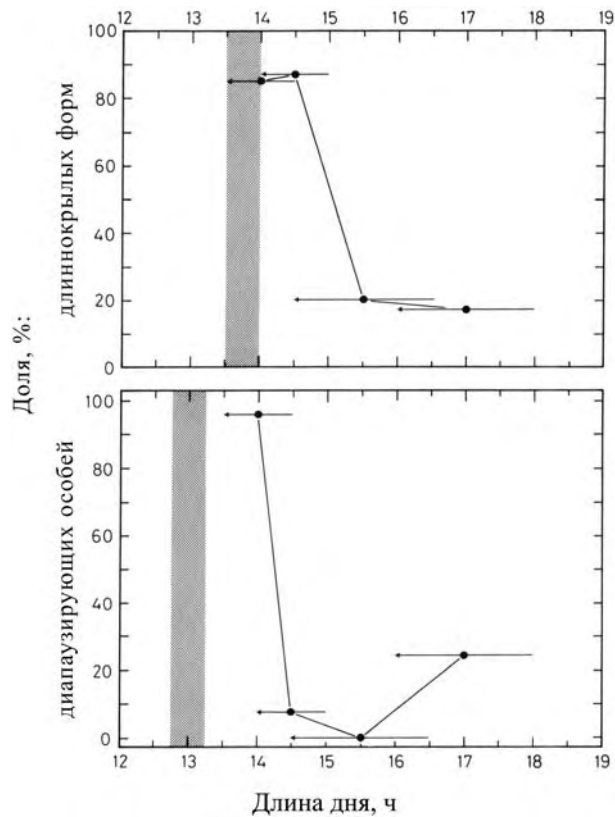 12 13 14 15 16 17 18 19
100
80
60
40
20
0
длиннокрылых форм
Доля, %:
100
80
60
40
20
0
диапаузирующих особей
12 13 14 15 16 17 18 19
Длина дня, ч